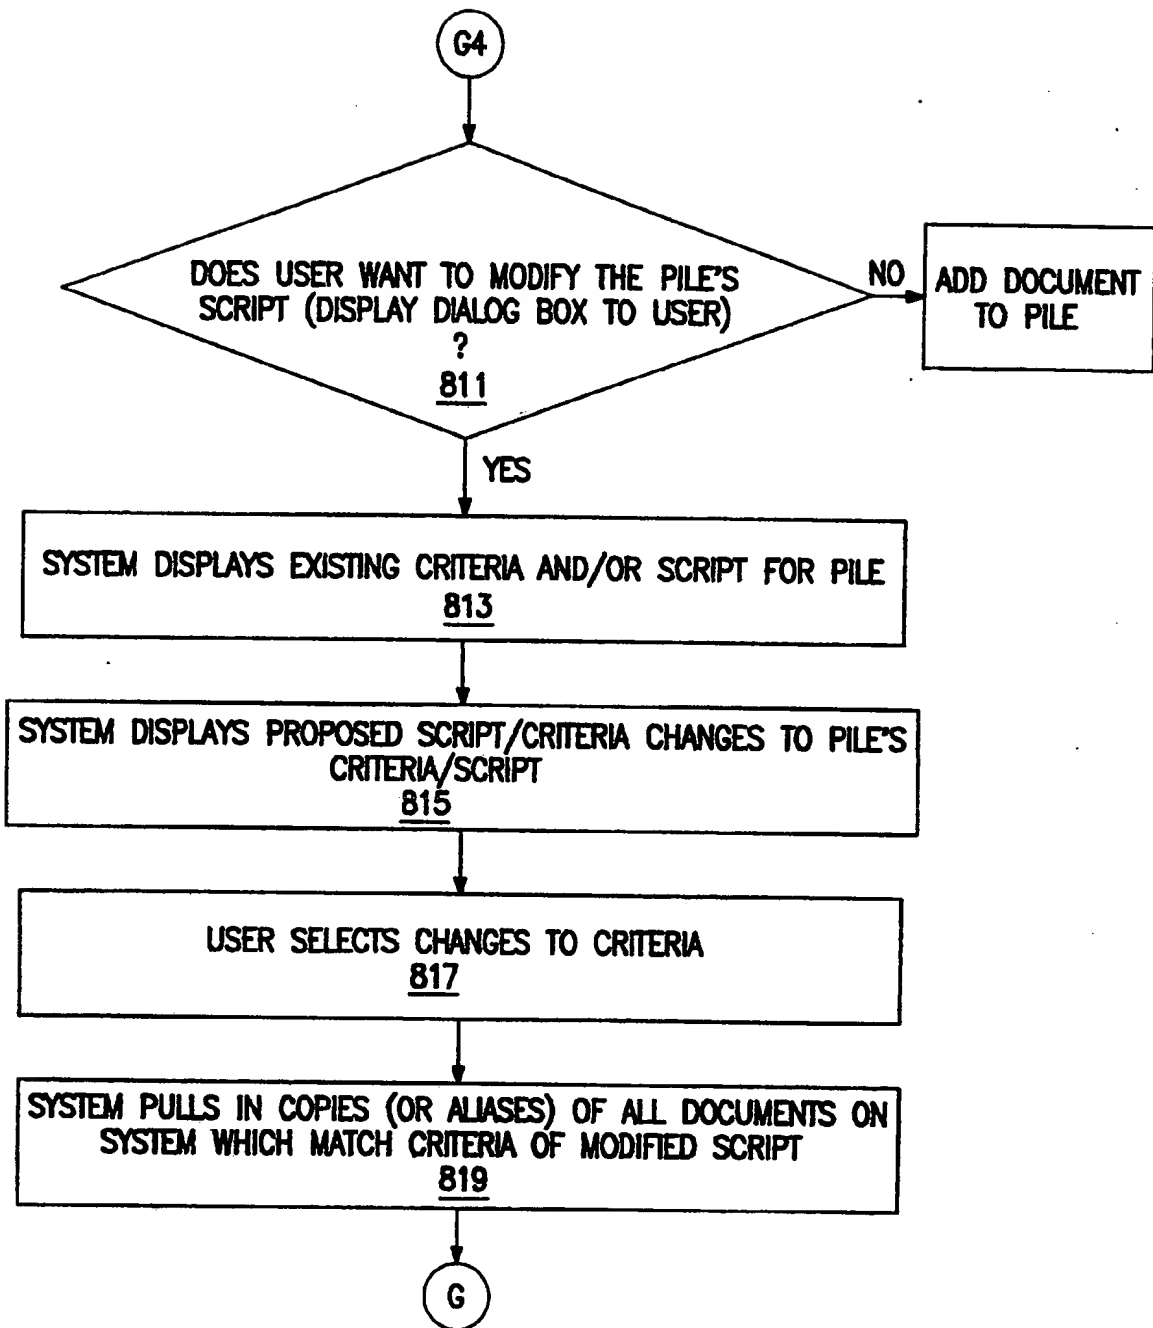 G4
DOES USER WANT TO MODIFY THE PILE'S
SCRIPT (DISPLAY DIALOG BOX TO USER)
?
811
NO
ADD DOCUMENT
TO PILE
YES
SYSTEM DISPLAYS EXISTING CRITERIA AND/OR SCRIPT FOR PILE
813
SYSTEM DISPLAYS PROPOSED SCRIPT/CRITERIA CHANGES TO PILE'S
CRITERIA/SCRIPT
815
USER SELECTS CHANGES TO CRITERIA
817
SYSTEM PULLS IN COPIES (OR ALIASES) OF ALL DOCUMENTS ON
SYSTEM WHICH MATCH CRITERIA OF MODIFIED SCRIPT
819
G